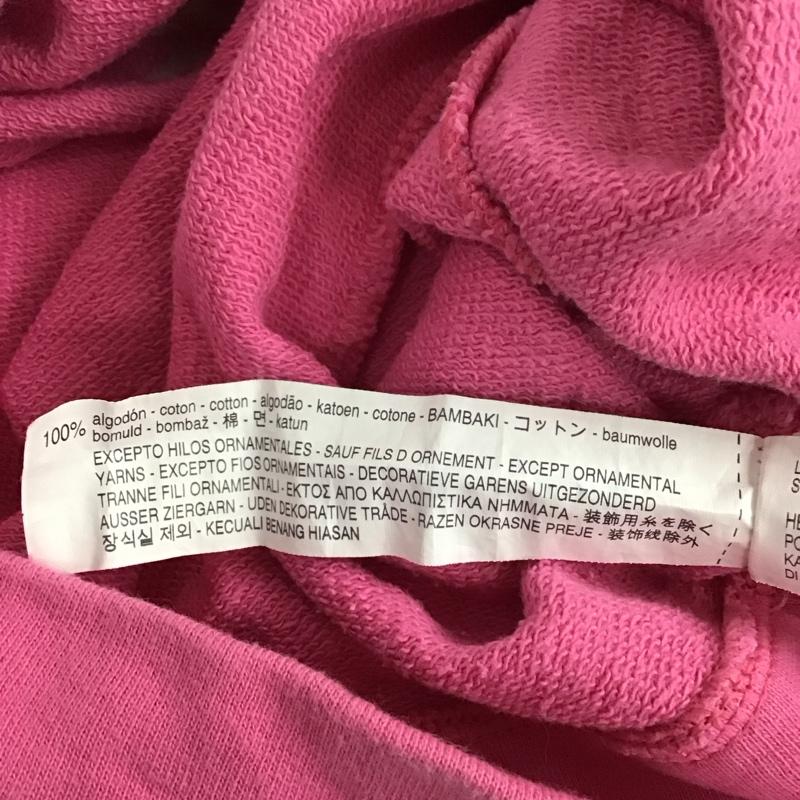 100% algodón - coton - cotton - algodão - katoen - cotone - BAMBAKI - コットン - baumwolle
bomuld - bombaž - 棉 - 면 - katun
EXCEPTO HILOS ORNAMENTALES - SAUF FILS D ORNEMENT - EXCEPT ORNAMENTAL
YARNS - EXCEPTO FIOS ORNAMENTAIS - DECORATIEVE GARENS UITGEZONDERD
TRANNE FILI ORNAMENTALI - ΕΚΤΟΣ ΑΠΟ ΚΑΛΛΩΠΙΣΤΙΚΑ ΝΗΜΜΑΤΑ - 装飾用糸を除く
AUSSER ZIERGARN - UDEN DEKORATIVE TRÅDE - RAZEN OKRASNE PREJE - 装饰线除外
장식실 제외 - KECUALI BENANG HIASAN